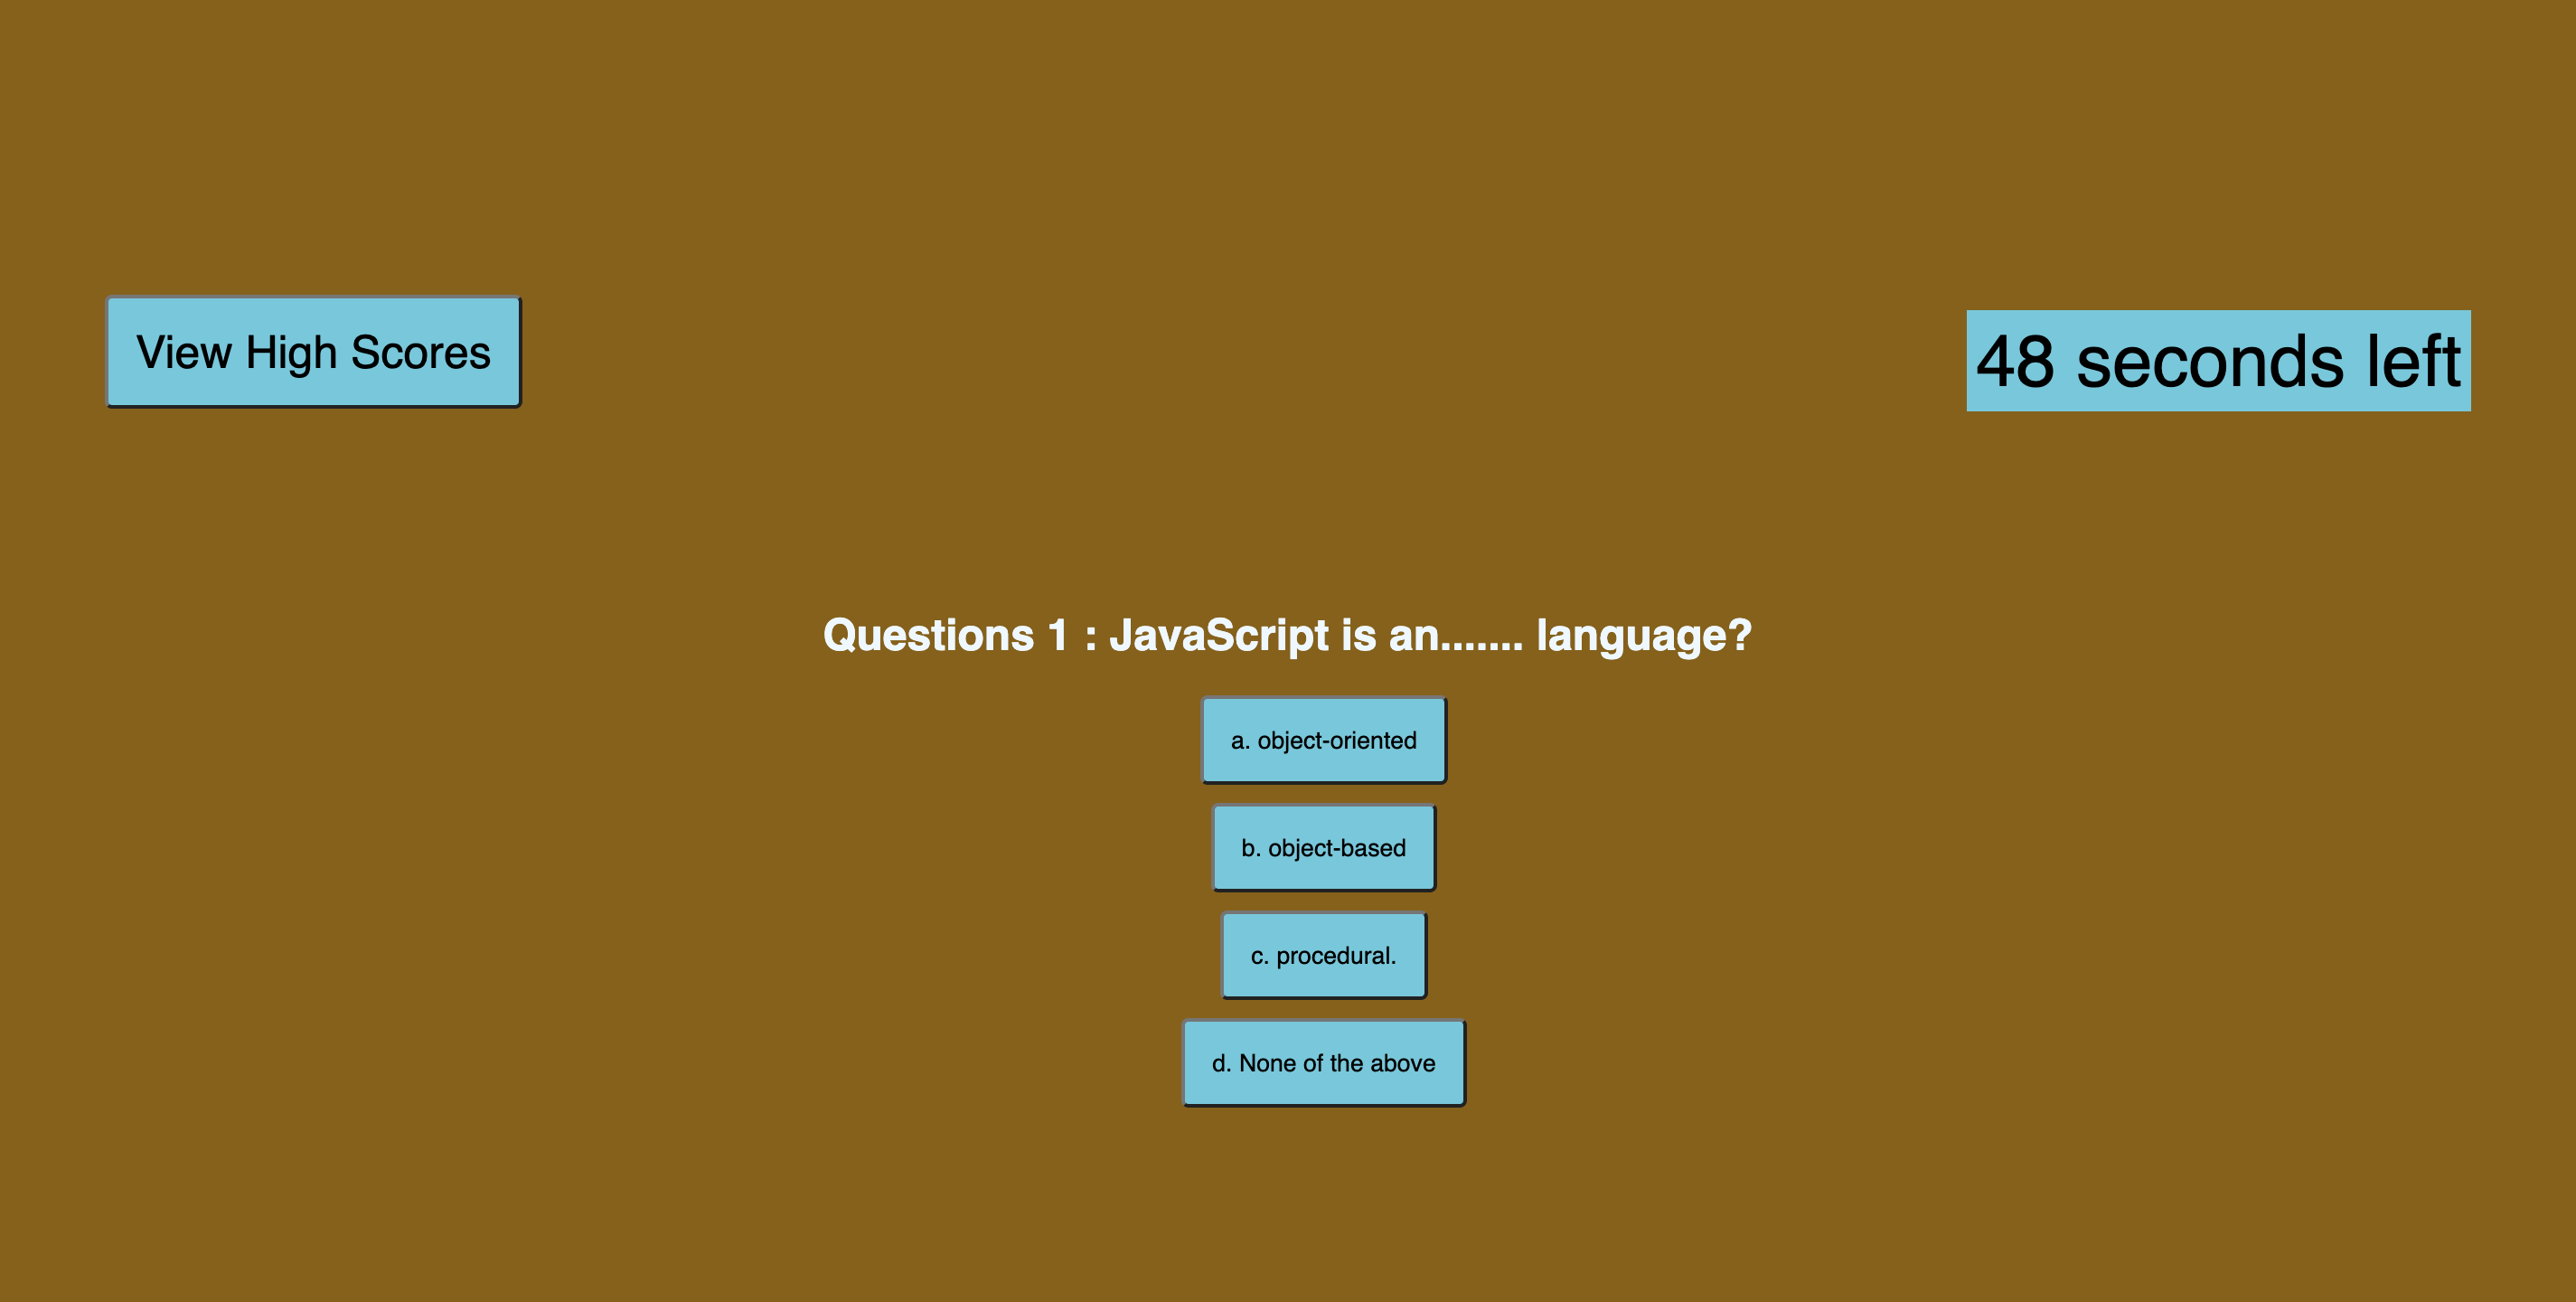 View High Scores
48 seconds left
Questions 1 : JavaScript is an....... language?
a. object-oriented
b. object-based
c. procedural.
d. None of the above